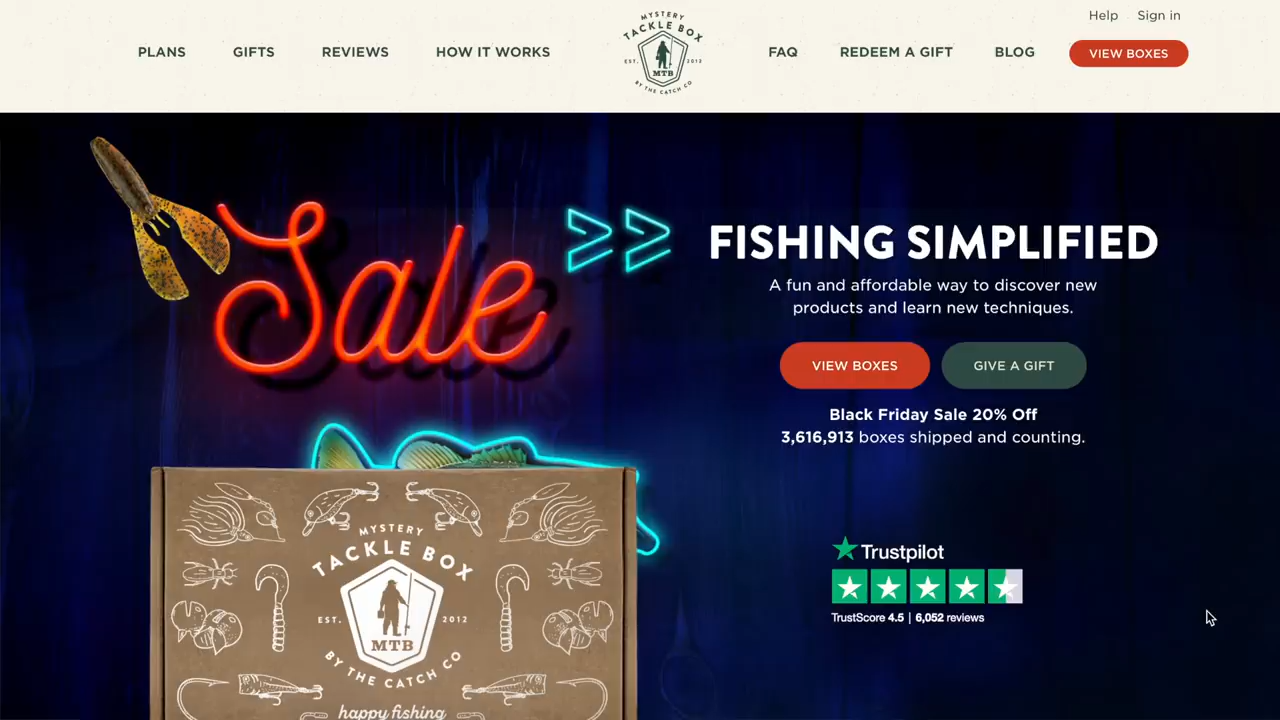 Help Sign in
PLANS GIFTS REVIEWS HOW IT WORKS
MYSTERY
TACKLE BOX
EST. 2012
MTB
BY THE CATCH CO
FAQ REDEEM A GIFT BLOG VIEW BOXES
Sale
FISHING SIMPLIFIED
A fun and affordable way to discover new
products and learn new techniques.
VIEW BOXES GIVE A GIFT
Black Friday Sale 20% Off
3,616,913 boxes shipped and counting.
Trustpilot
TrustScore 4.5 | 6,052 reviews
MYSTERY
TACKLE BOX
EST. 2012
MTB
BY THE CATCH CO
happy fishing